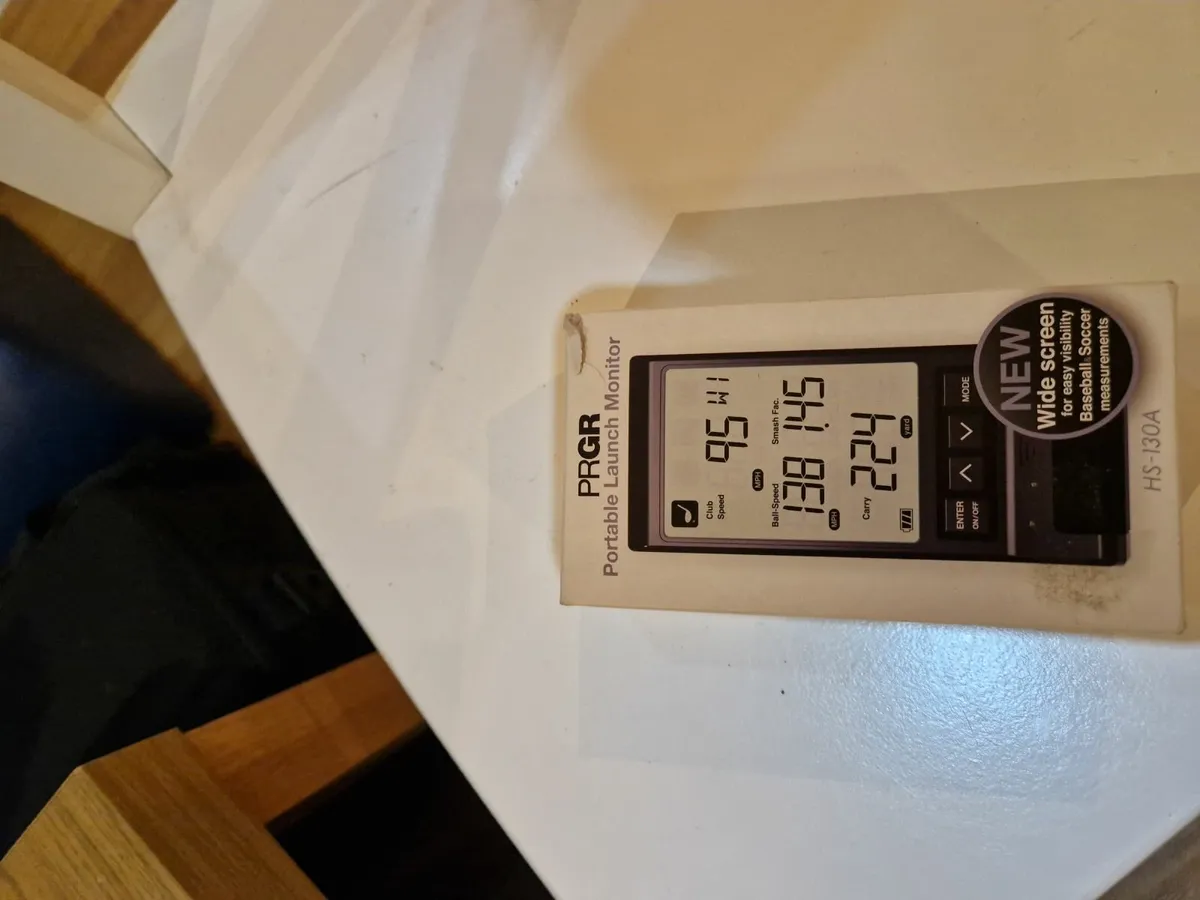 PRGR
Portable Launch Monitor
Club
Speed
95 W1
MPH
Ball-Speed
Smash Fac.
138 1.45
MPH
Carry
224
yard
ENTER
ON/OFF
MODE
NEW
Wide screen
for easy visibility
Baseball & Soccer
measurements
HS-130A